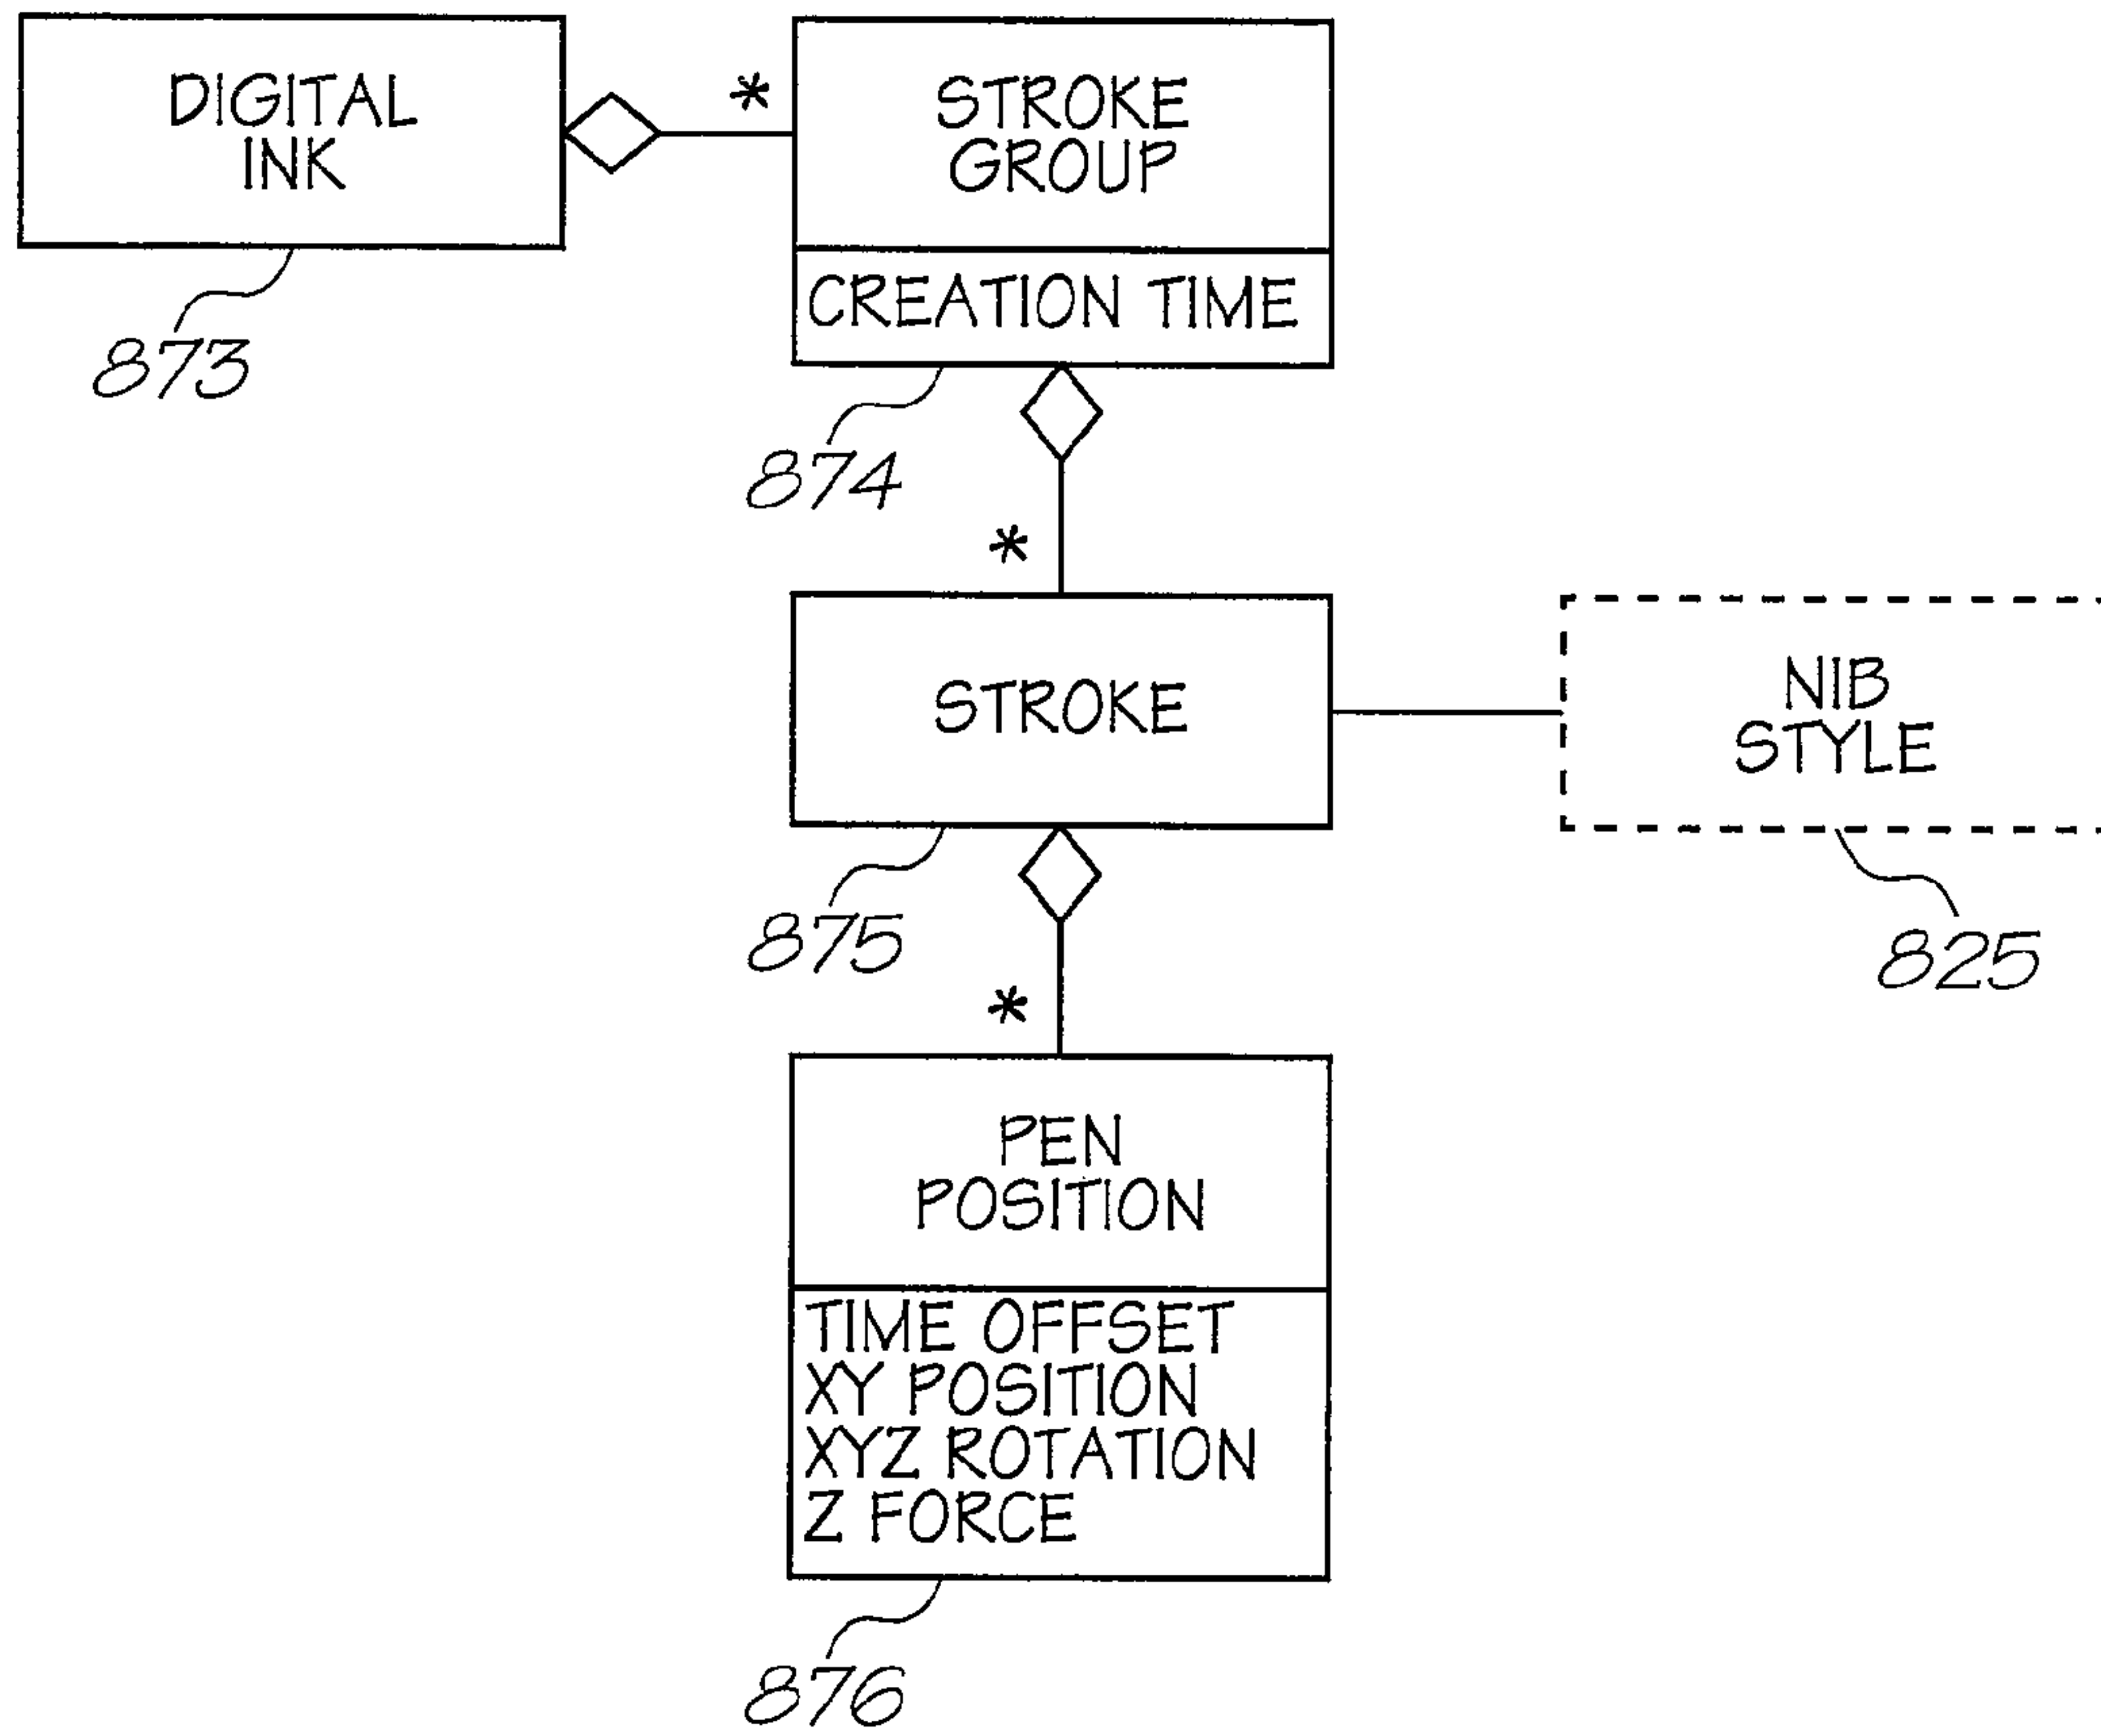 DIGITAL
INK
873
*
STROKE
GROUP
CREATION TIME
874
*
STROKE
875
NIB
STYLE
825
*
PEN
POSITION
TIME OFFSET
XY POSITION
XYZ ROTATION
Z FORCE
876